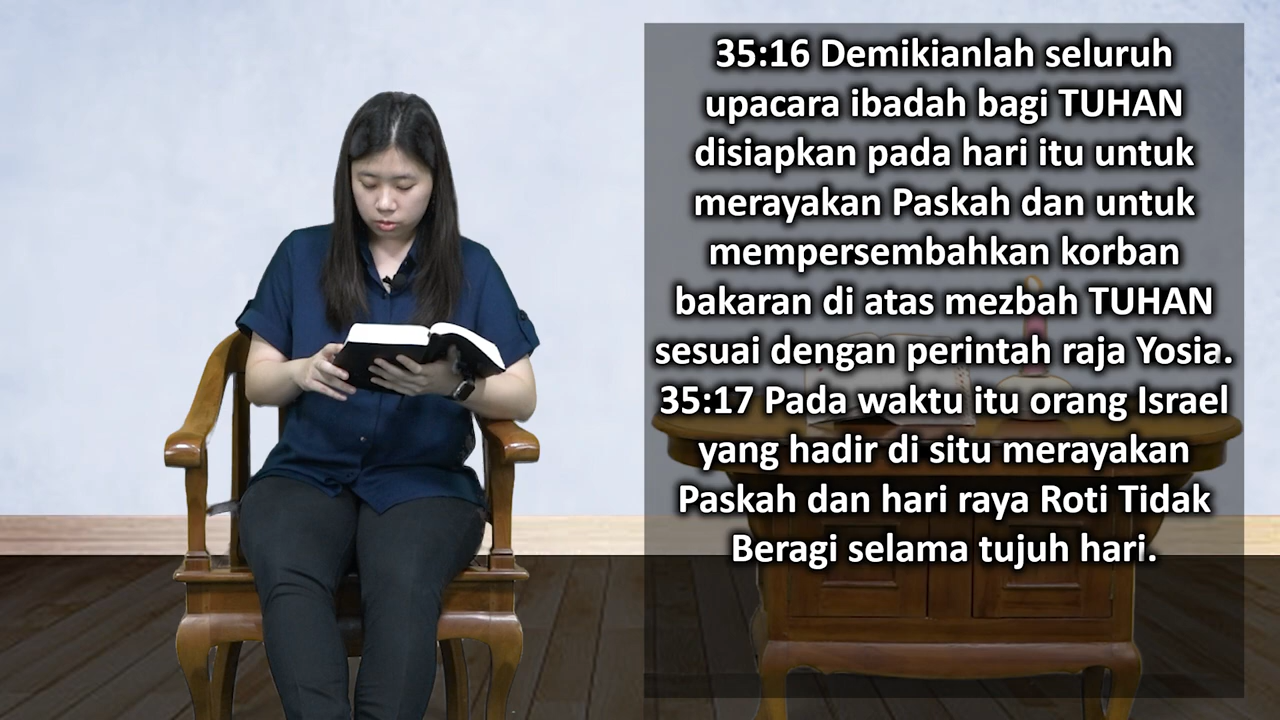 35:16 Demikianlah seluruh
upacara ibadah bagi TUHAN
disiapkan pada hari itu untuk
merayakan Paskah dan untuk
mempersembahkan korban
bakaran di atas mezbah TUHAN
sesuai dengan perintah raja Yosia.
35:17 Pada waktu itu orang Israel
yang hadir di situ merayakan
Paskah dan hari raya Roti Tidak
Beragi selama tujuh hari.